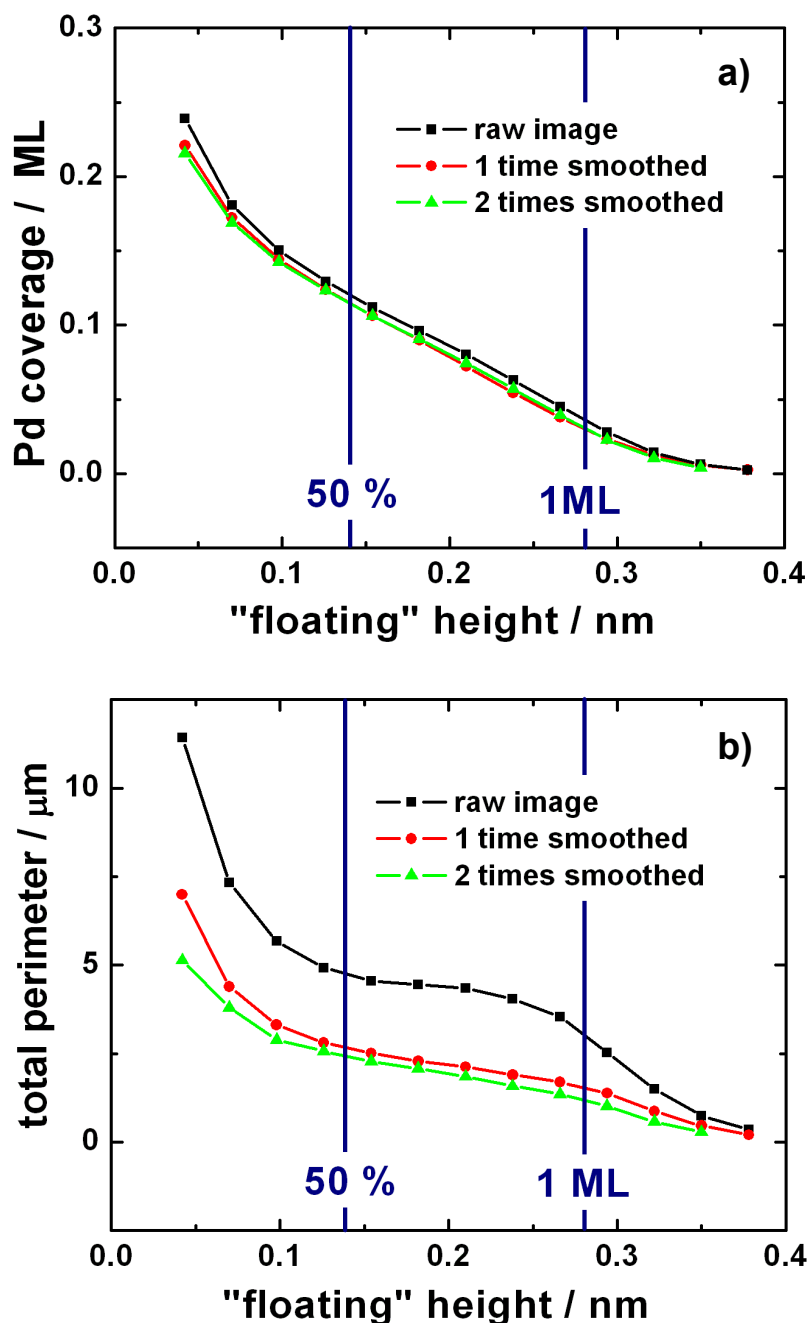 a)
raw image
1 time smoothed
2 times smoothed
Pd coverage / ML
0.3
0.2
0.1
0.0
50 %
1ML
0.0 0.1 0.2 0.3 0.4
"floating" height / nm
b)
raw image
1 time smoothed
2 times smoothed
total perimeter / μm
10
5
0
50 %
1 ML
0.0 0.1 0.2 0.3 0.4
"floating" height / nm